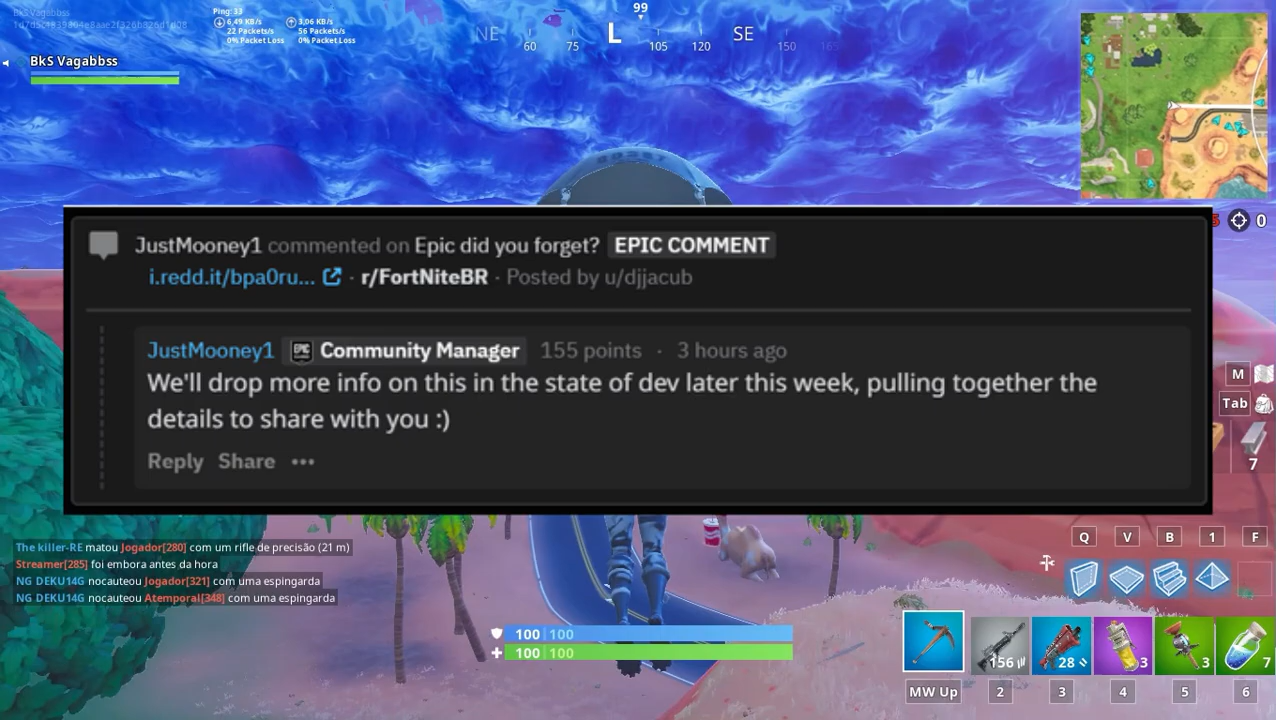 BkS Vagabbss
Ping: 33
6,49 KB/s
3,06 KB/s
22 Packets/s
56 Packets/s
0% Packet Loss
0% Packet Loss
BkS Vagabbss
99
NE L SE
60 75 105 120 150 165
0
JustMooney1 commented on Epic did you forget? EPIC COMMENT
i.redd.it/bpa0ru... · r/FortNiteBR · Posted by u/djjacub
JustMooney1 EPIC GAMES Community Manager 155 points · 3 hours ago
We'll drop more info on this in the state of dev later this week, pulling together the
details to share with you :)
Reply Share •••
M
Tab
7
The killer-RE matou Jogador[280] com um rifle de precisão (21 m)
Streamer[285] foi embora antes da hora
NG DEKU14G nocauteou Jogador[321] com uma espingarda
NG DEKU14G nocauteou Atemporal[348] com uma espingarda
Q V B 1 F
100 | 100
100 | 100
156 28 3 3 7
MW Up 2 3 4 5 6